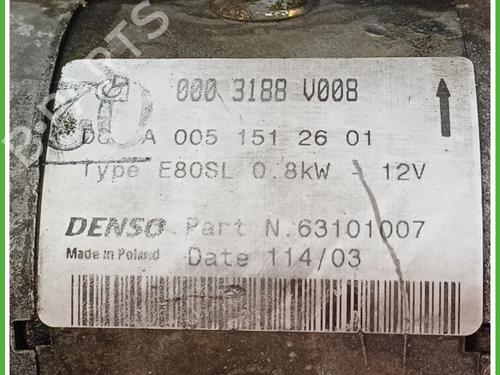 000 3188 V008
A 005 151 26 01
Type E80SL 0.8kW - 12V
DENSO Part N.63101007
Made in Poland Date 114/03
B-PARTS